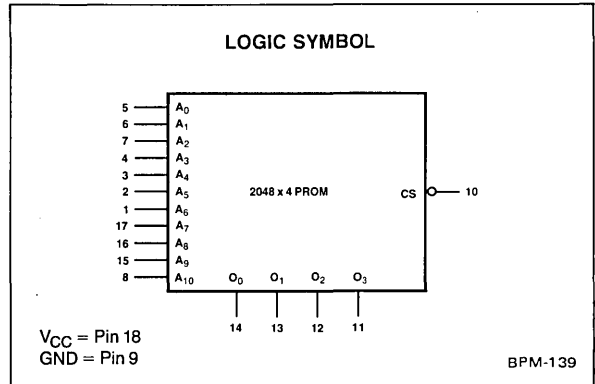 LOGIC SYMBOL
5 A₀
6 A₁
7 A₂
4 A₃
3 A₄
2 A₅ 2048 x 4 PROM CS 10
1 A₆
17 A₇
16 A₈
15 A₉
8 A₁₀ O₀ O₁ O₂ O₃
14 13 12 11
V_CC = Pin 18
GND = Pin 9
BPM-139